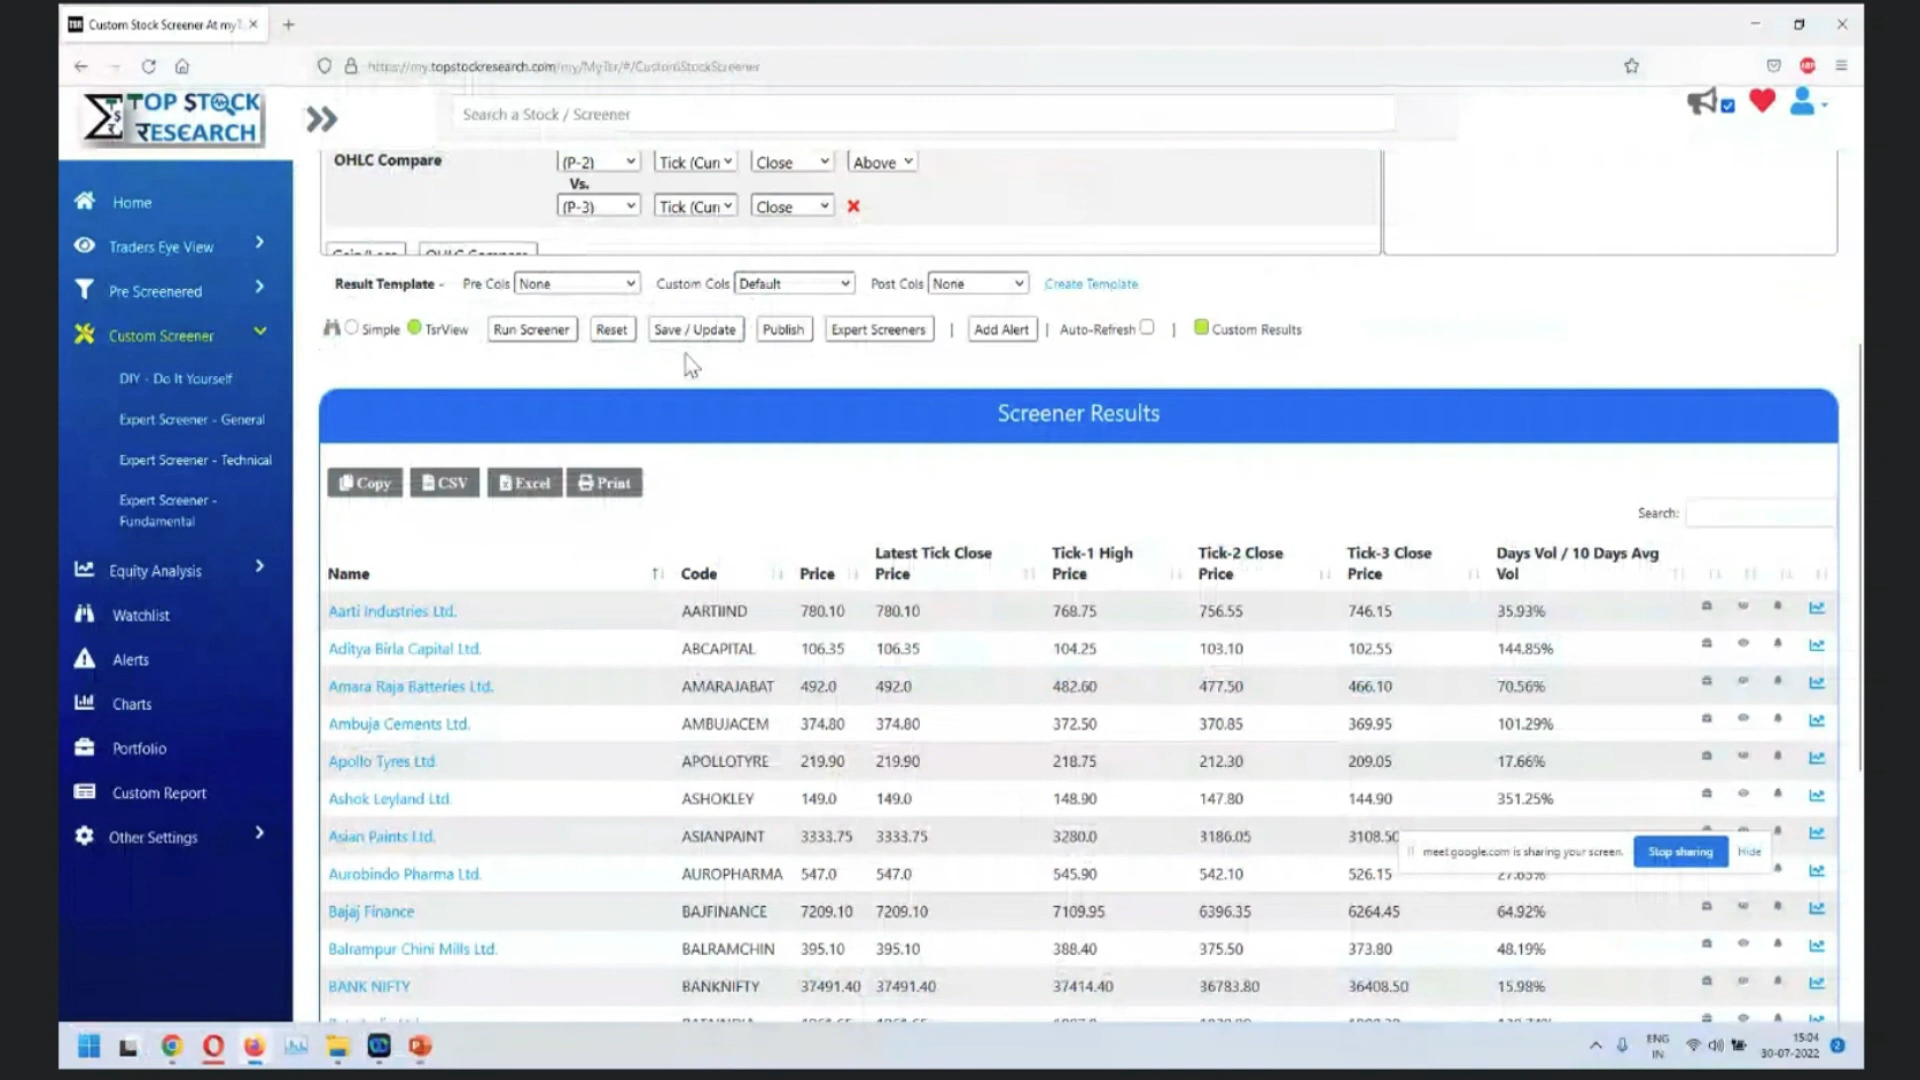 Custom Stock Screener At my
https://my.topstockresearch.com/my/MyTsr/#/CustomStockScreener
TOP STOCK
RESEARCH
Search a Stock / Screener
OHLC Compare (P-2) Tick (Curr Close Above
Vs.
(P-3) Tick (Curr Close
Gain/Loss OHLC Compare
Result Template - Pre Cols None Custom Cols Default Post Cols None Create Template
Simple TsrView Run Screener Reset Save / Update Publish Expert Screeners | Add Alert | Auto-Refresh | Custom Results
Home
Traders Eye View
Pre Screenered
Custom Screener
DIY - Do It Yourself
Expert Screener - General
Expert Screener - Technical
Expert Screener -
Fundamental
Equity Analysis
Watchlist
Alerts
Charts
Portfolio
Custom Report
Other Settings
Screener Results
Copy CSV Excel Print
Search:
Name Code Price Latest Tick Close Price Tick-1 High Price Tick-2 Close Price Tick-3 Close Price Days Vol / 10 Days Avg Vol
Aarti Industries Ltd. AARTIIND 780.10 780.10 768.75 756.55 746.15 35.93%
Aditya Birla Capital Ltd. ABCAPITAL 106.35 106.35 104.25 103.10 102.55 144.85%
Amara Raja Batteries Ltd. AMARAJABAT 492.0 492.0 482.60 477.50 466.10 70.56%
Ambuja Cements Ltd. AMBUJACEM 374.80 374.80 372.50 370.85 369.95 101.29%
Apollo Tyres Ltd. APOLLOTYRE 219.90 219.90 218.75 212.30 209.05 17.66%
Ashok Leyland Ltd. ASHOKLEY 149.0 149.0 148.90 147.80 144.90 351.25%
Asian Paints Ltd. ASIANPAINT 3333.75 3333.75 3280.0 3186.05 3108.50
meet.google.com is sharing your screen. Stop sharing Hide
Aurobindo Pharma Ltd. AUROPHARMA 547.0 547.0 545.90 542.10 526.15
Bajaj Finance BAJFINANCE 7209.10 7209.10 7109.95 6396.35 6264.45 64.92%
Balrampur Chini Mills Ltd. BALRAMCHIN 395.10 395.10 388.40 375.50 373.80 48.19%
BANK NIFTY BANKNIFTY 37491.40 37491.40 37414.40 36783.80 36408.50 15.98%
ENG
IN
15:04
30-07-2022
2